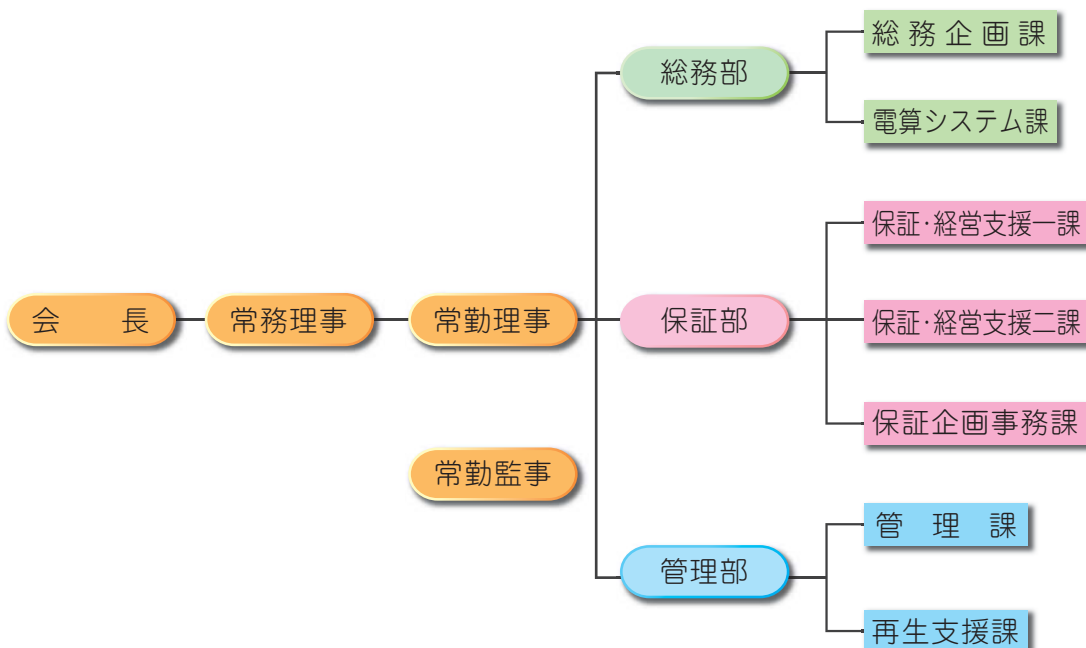 会長
常務理事
常勤理事
常勤監事
総務部
総務企画課
電算システム課
保証部
保証・経営支援一課
保証・経営支援二課
保証企画事務課
管理部
管理課
再生支援課